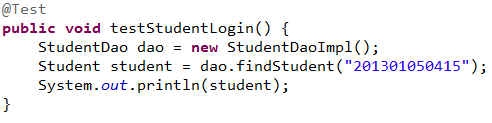 @Test
public void testStudentLogin() {
    StudentDao dao = new StudentDaoImpl();
    Student student = dao.findStudent("201301050415");
    System.out.println(student);
}